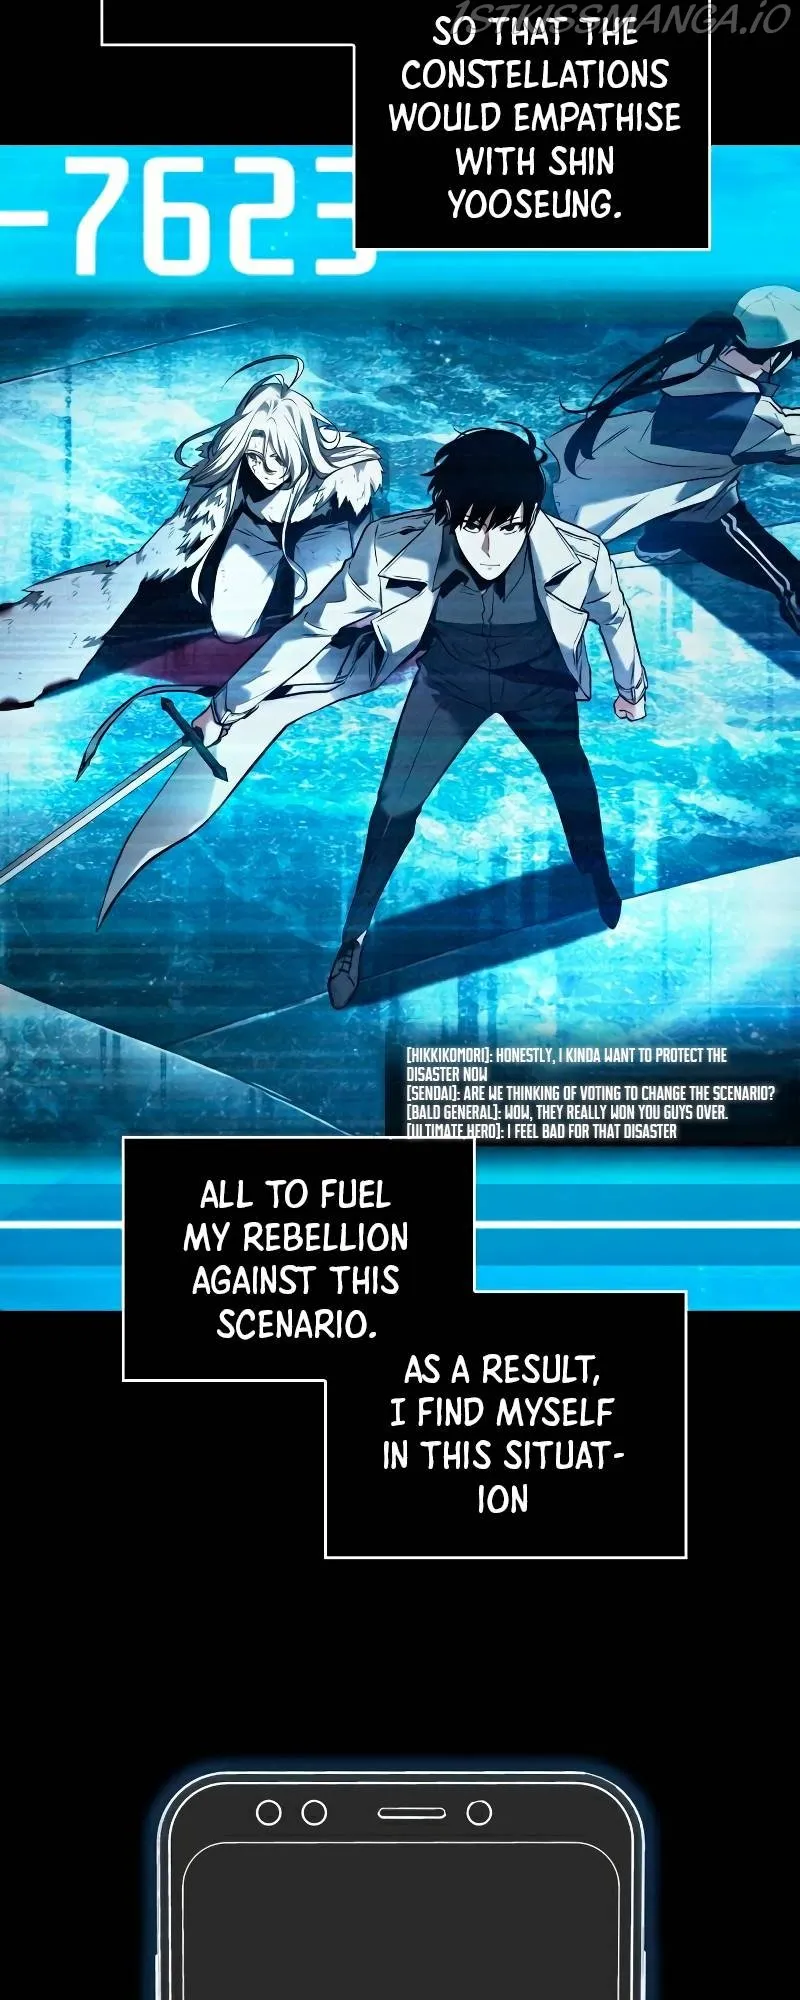 1STKISSMANGA.IO
SO THAT THE
CONSTELLATIONS
WOULD EMPATHISE
WITH SHIN
YOOSEUNG.
-7623
[HIKKIKOMORI]: HONESTLY, I KINDA WANT TO PROTECT THE
DISASTER NOW
[SENDAI]: ARE WE THINKING OF VOTING TO CHANGE THE SCENARIO?
[BALD GENERAL]: WOW, THEY REALLY WON YOU GUYS OVER.
[ULTIMATE HERO]: I FEEL BAD FOR THAT DISASTER
ALL TO FUEL
MY REBELLION
AGAINST THIS
SCENARIO.
AS A RESULT,
I FIND MYSELF
IN THIS SITUAT-
ION